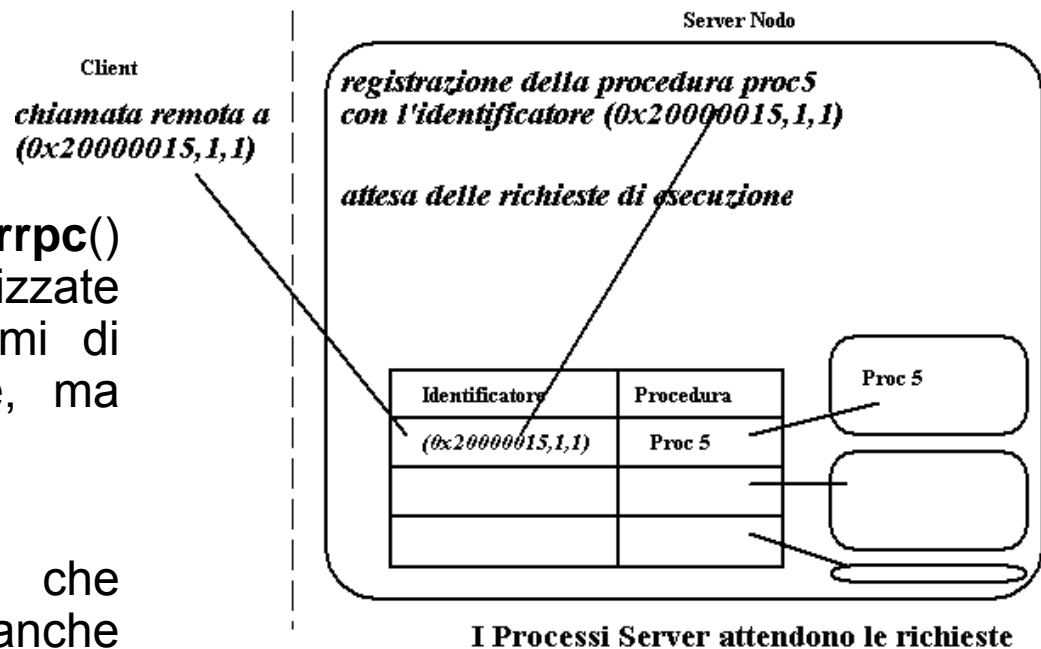 Server Nodo
Client
chiamata remota a
(0x20000015,1,1)
registrazione della procedura proc5
con l'identificatore (0x20000015,1,1)
attesa delle richieste di esecuzione
rrpc()
izzate
mi di
e, ma
che
anche
Identificatore Procedura
(0x20000015,1,1) Proc 5
Proc 5
I Processi Server attendono le richieste